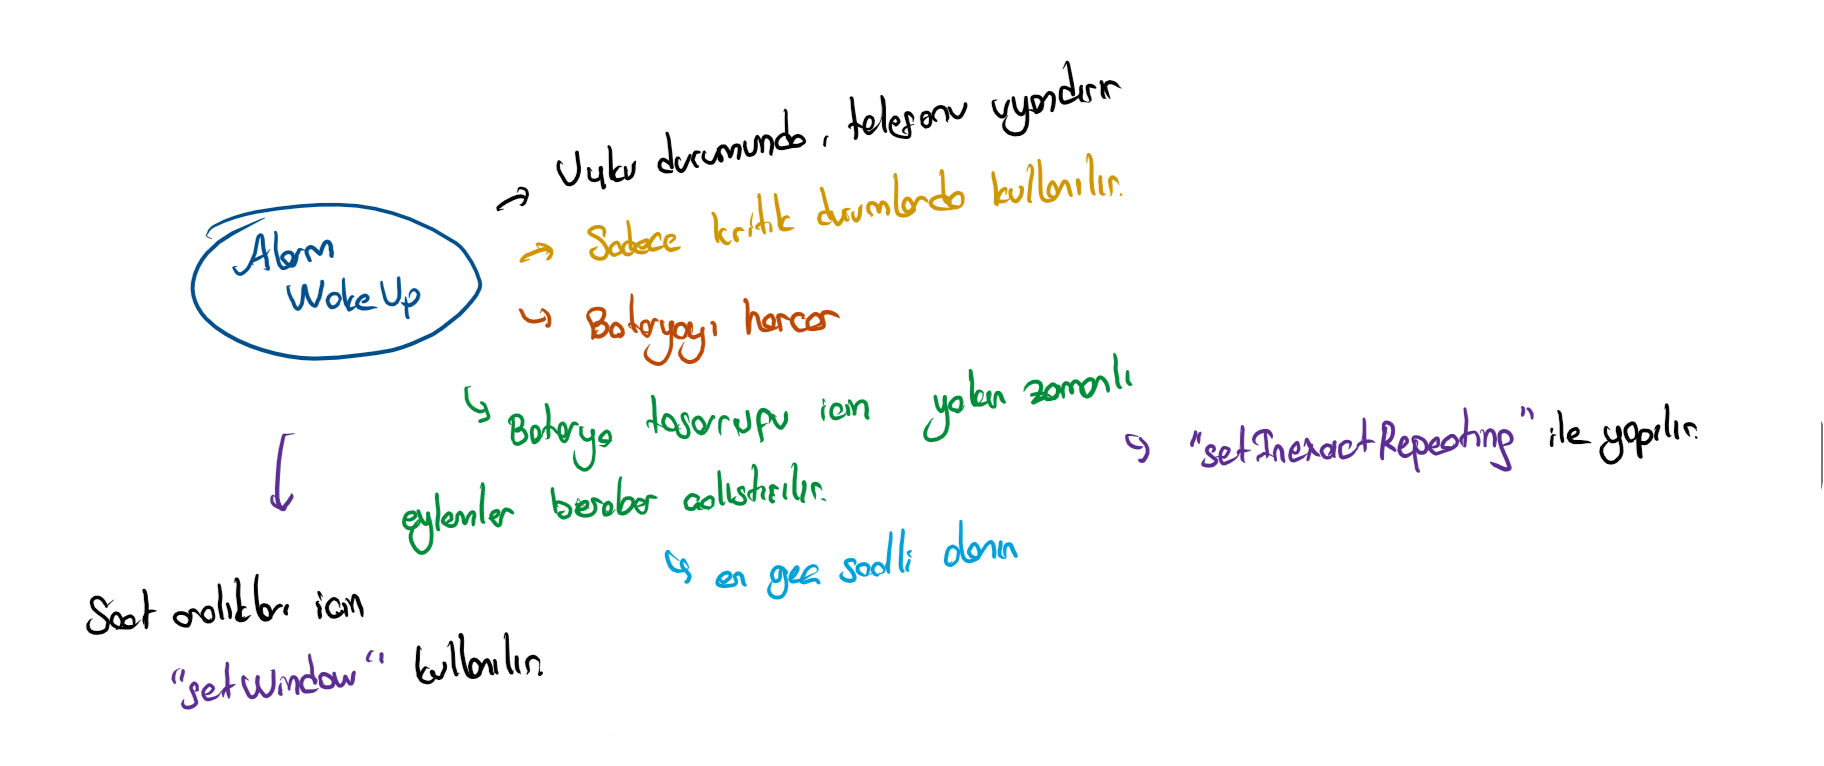 Alarm
WakeUp
Uyku durumunda, telefonu uyandırır
Sadece kritik durumlarda kullanılır.
Bataryayı harcar
Batarya tasarrufu için yakın zamanlı
eylemler beraber çalıştırılır.
"setInexactRepeating" ile yapılır.
en geç saatli
Saat aralıkları için
"setWindow" kullanılır.